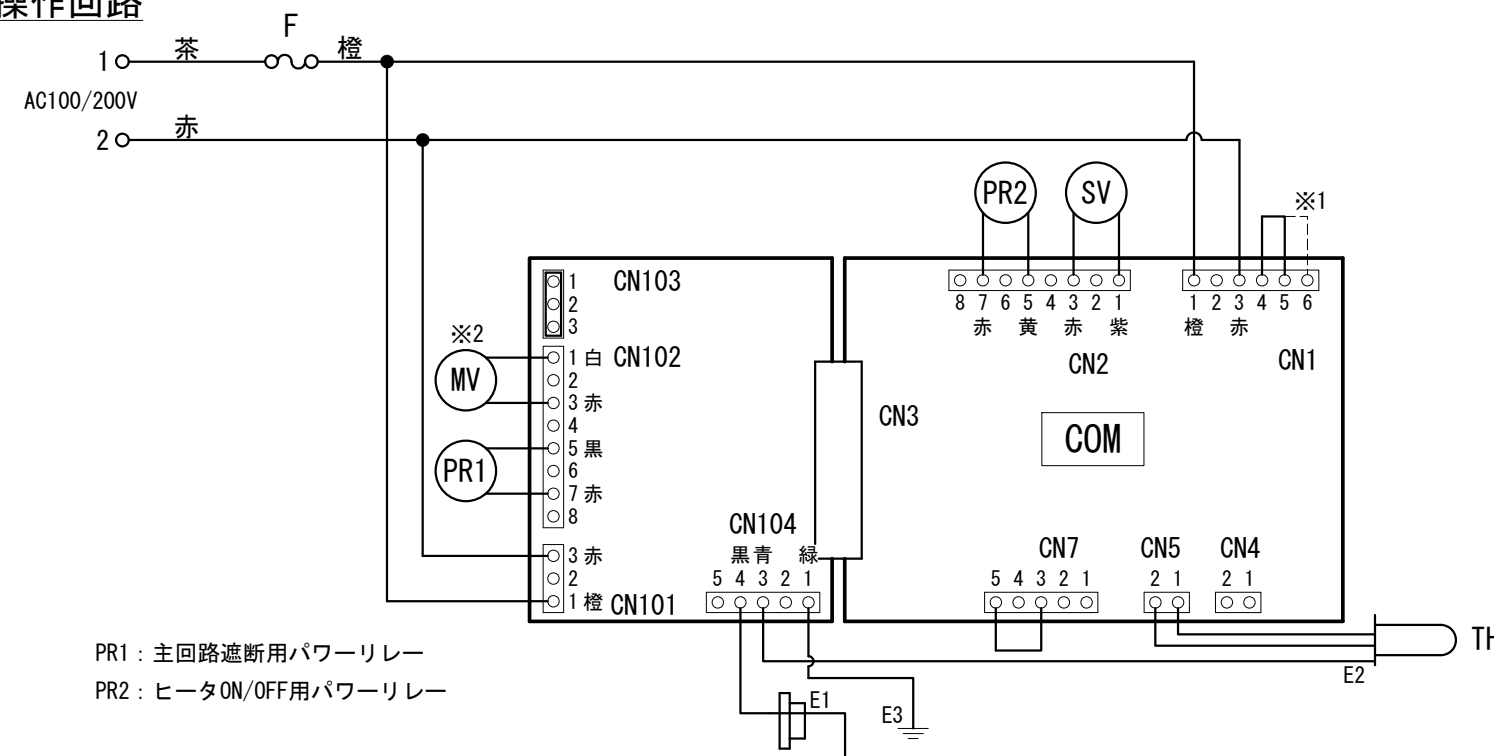 操作回路
F
1 茶 橙
AC100/200V
2 赤
PR2 SV ※1
CN103
1
2
3
8 7 6 5 4 3 2 1
赤 黄 赤 紫
CN2
1 2 3 4 5 6
橙 赤
CN1
※2
MV
PR1
CN102
1 白
2
3 赤
4
5 黒
6
7 赤
8
CN3
COM
3 赤
2
1 橙 CN101
CN104
黒 青 緑
5 4 3 2 1
CN7
5 4 3 2 1
CN5
2 1
CN4
2 1
TH
E2
E1
E3
PR1：主回路遮断用パワーリレー
PR2：ヒータON/OFF用パワーリレー